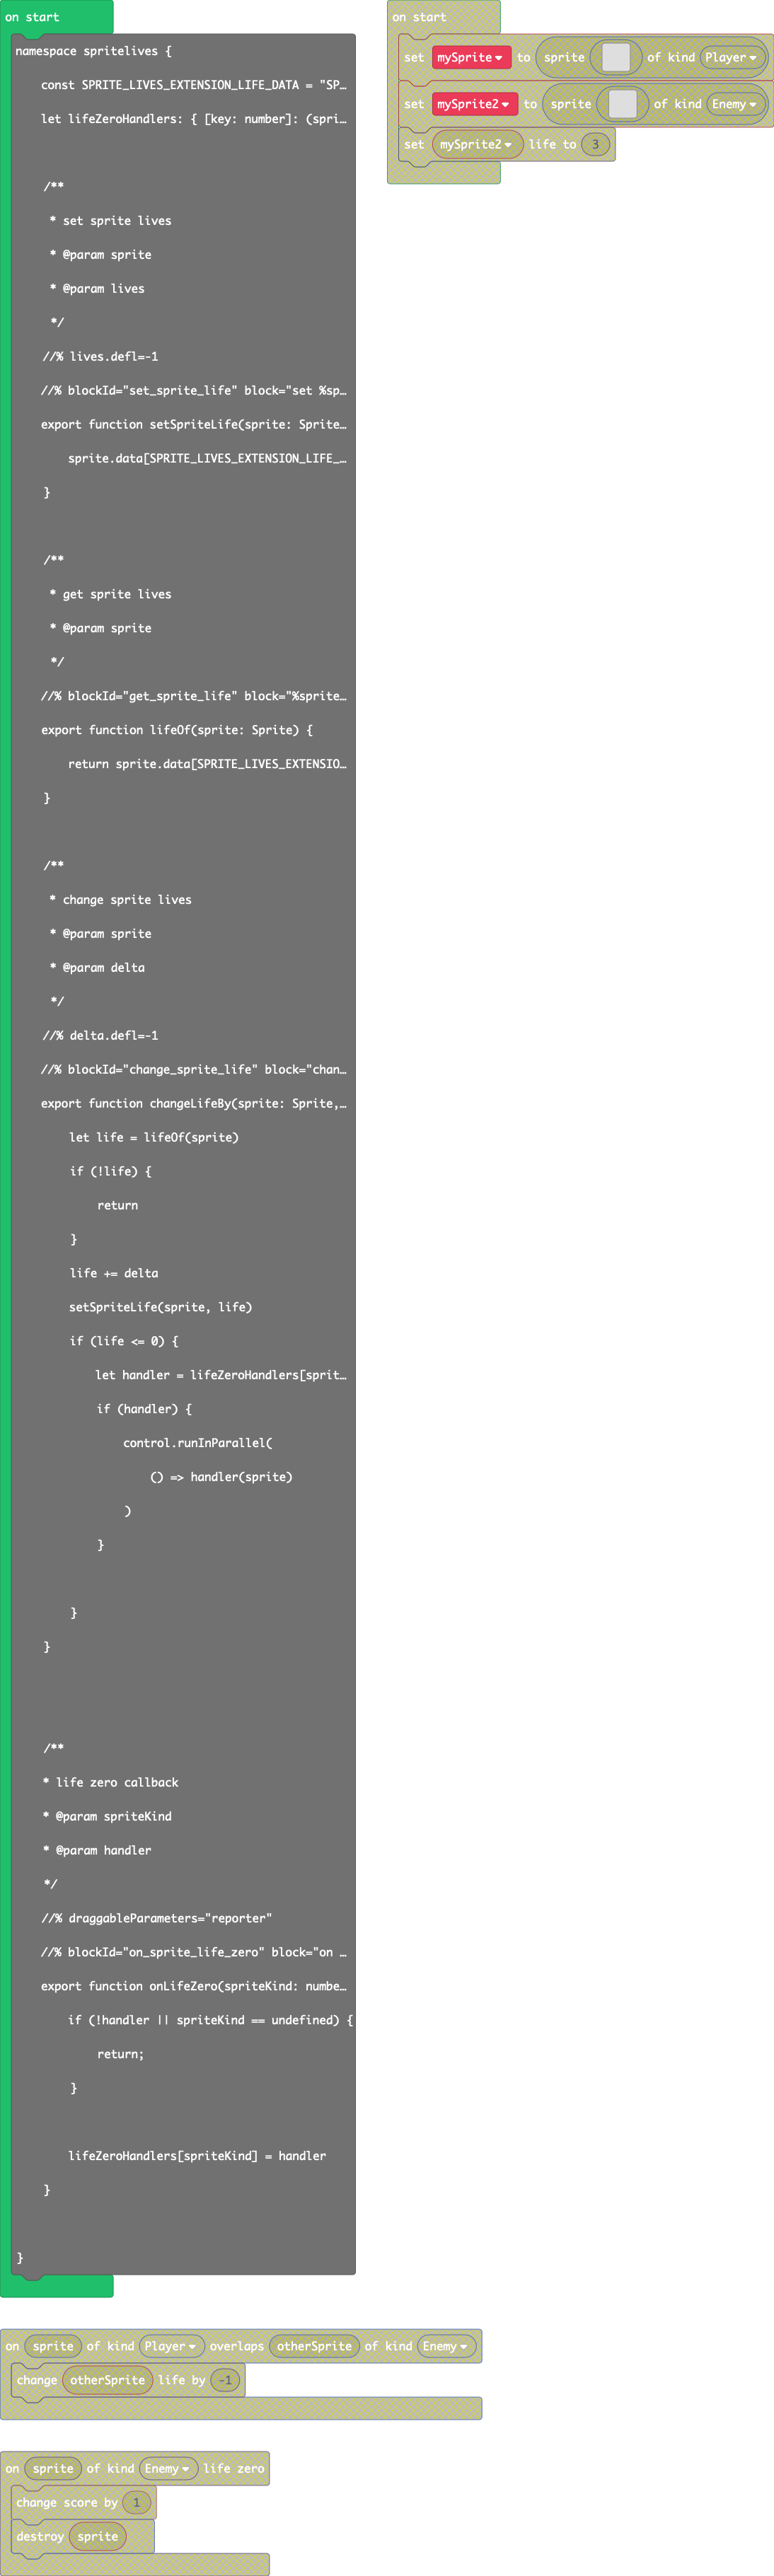 on start
namespace spritelives {
const SPRITE_LIVES_EXTENSION_LIFE_DATA = "SP…
let lifeZeroHandlers: { [key: number]: (spri…
/**
* set sprite lives
* @param sprite
* @param lives
*/
//% lives.defl=-1
//% blockId="set_sprite_life" block="set %sp…
export function setSpriteLife(sprite: Sprite…
sprite.data[SPRITE_LIVES_EXTENSION_LIFE_…
}
/**
* get sprite lives
* @param sprite
*/
//% blockId="get_sprite_life" block="%sprite…
export function lifeOf(sprite: Sprite) {
return sprite.data[SPRITE_LIVES_EXTENSIO…
}
/**
* change sprite lives
* @param sprite
* @param delta
*/
//% delta.defl=-1
//% blockId="change_sprite_life" block="chan…
export function changeLifeBy(sprite: Sprite,…
let life = lifeOf(sprite)
if (!life) {
return
}
life += delta
setSpriteLife(sprite, life)
if (life <= 0) {
let handler = lifeZeroHandlers[sprit…
if (handler) {
control.runInParallel(
() => handler(sprite)
)
}
}
}
/**
* life zero callback
* @param spriteKind
* @param handler
*/
//% draggableParameters="reporter"
//% blockId="on_sprite_life_zero" block="on …
export function onLifeZero(spriteKind: numbe…
if (!handler || spriteKind == undefined) {
return;
}
lifeZeroHandlers[spriteKind] = handler
}
}
on start
set mySprite to sprite of kind Player
set mySprite2 to sprite of kind Enemy
set mySprite2 life to 3
on sprite of kind Player overlaps otherSprite of kind Enemy
change otherSprite life by -1
on sprite of kind Enemy life zero
change score by 1
destroy sprite